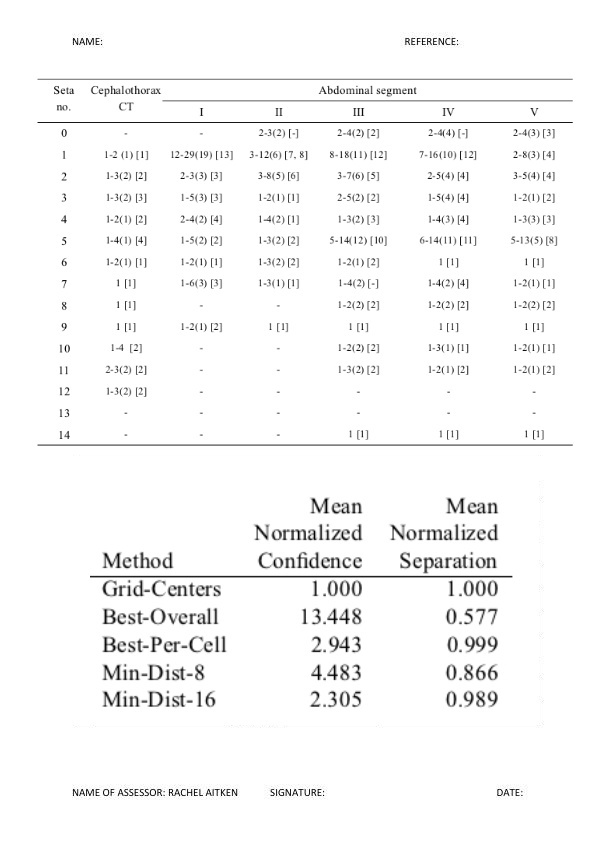 NAME: REFERENCE:
Seta Cephalothorax Abdominal segment
no. CT I II III IV V
0 - - 2-3(2) [-] 2-4(2) [2] 2-4(4) [-] 2-4(3) [3]
1 1-2 (1) [1] 12-29(19) [13] 3-12(6) [7, 8] 8-18(11) [12] 7-16(10) [12] 2-8(3) [4]
2 1-3(2) [2] 2-3(3) [3] 3-8(5) [6] 3-7(6) [5] 2-5(4) [4] 3-5(4) [4]
3 1-3(2) [3] 1-5(3) [3] 1-2(1) [1] 2-5(2) [2] 1-5(4) [4] 1-2(1) [2]
4 1-2(1) [2] 2-4(2) [4] 1-4(2) [1] 1-3(2) [3] 1-4(3) [4] 1-3(3) [3]
5 1-4(1) [4] 1-5(2) [2] 1-3(2) [2] 5-14(12) [10] 6-14(11) [11] 5-13(5) [8]
6 1-2(1) [1] 1-2(1) [1] 1-3(2) [2] 1-2(1) [2] 1 [1] 1 [1]
7 1 [1] 1-6(3) [3] 1-3(1) [1] 1-4(2) [-] 1-4(2) [4] 1-2(1) [1]
8 1 [1] - - 1-2(2) [2] 1-2(2) [2] 1-2(2) [2]
9 1 [1] 1-2(1) [2] 1 [1] 1 [1] 1 [1] 1 [1]
10 1-4 [2] - - 1-2(2) [2] 1-3(1) [1] 1-2(1) [1]
11 2-3(2) [2] - - 1-3(2) [2] 1-2(1) [2] 1-2(1) [2]
12 1-3(2) [2] - - - - -
13 - - - - - -
14 - - - 1 [1] 1 [1] 1 [1]
Mean Mean
Normalized Normalized
Method Confidence Separation
Grid-Centers 1.000 1.000
Best-Overall 13.448 0.577
Best-Per-Cell 2.943 0.999
Min-Dist-8 4.483 0.866
Min-Dist-16 2.305 0.989
NAME OF ASSESSOR: RACHEL AITKEN SIGNATURE: DATE: